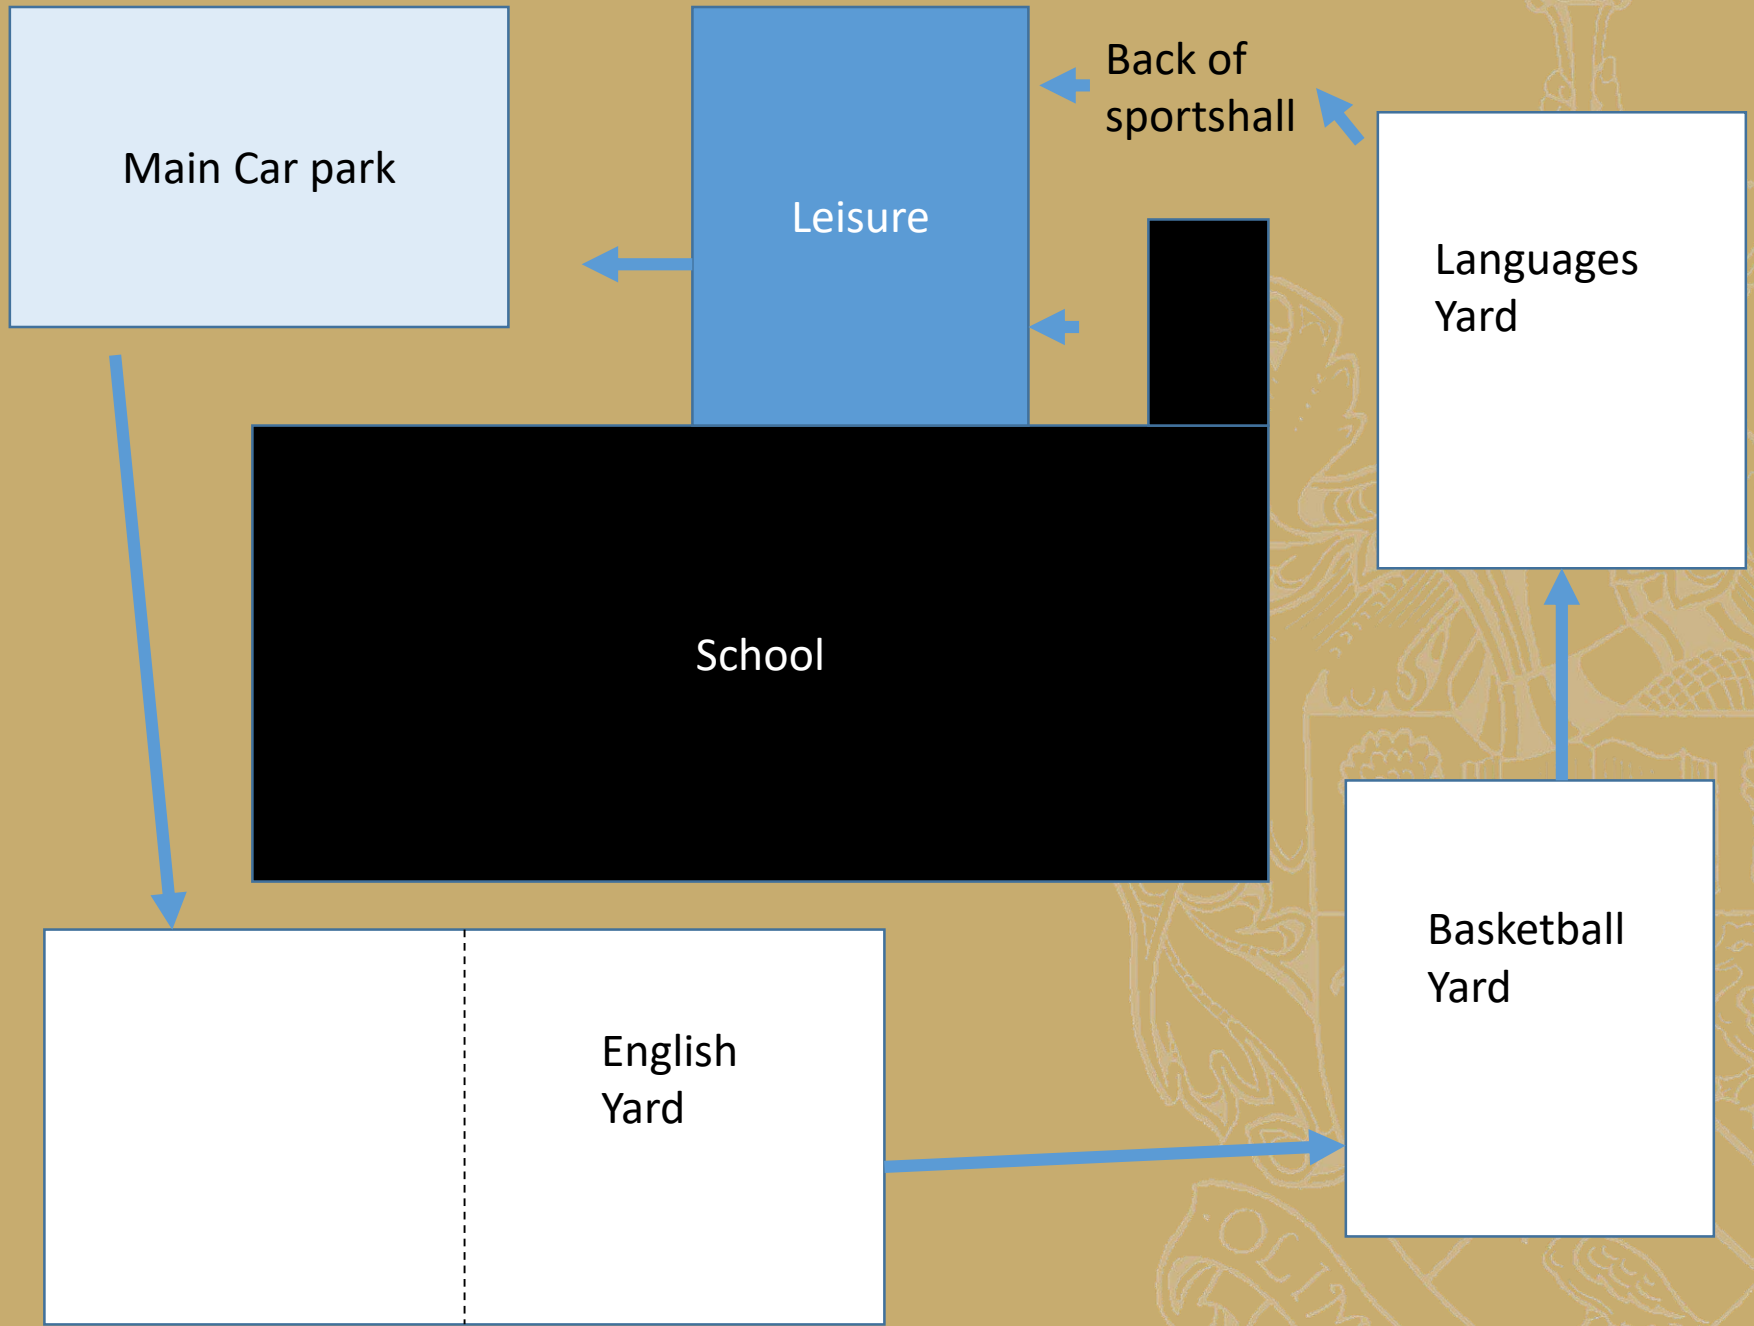 Main Car park
Leisure
Back of
sportshall
Languages
Yard
School
English
Yard
Basketball
Yard